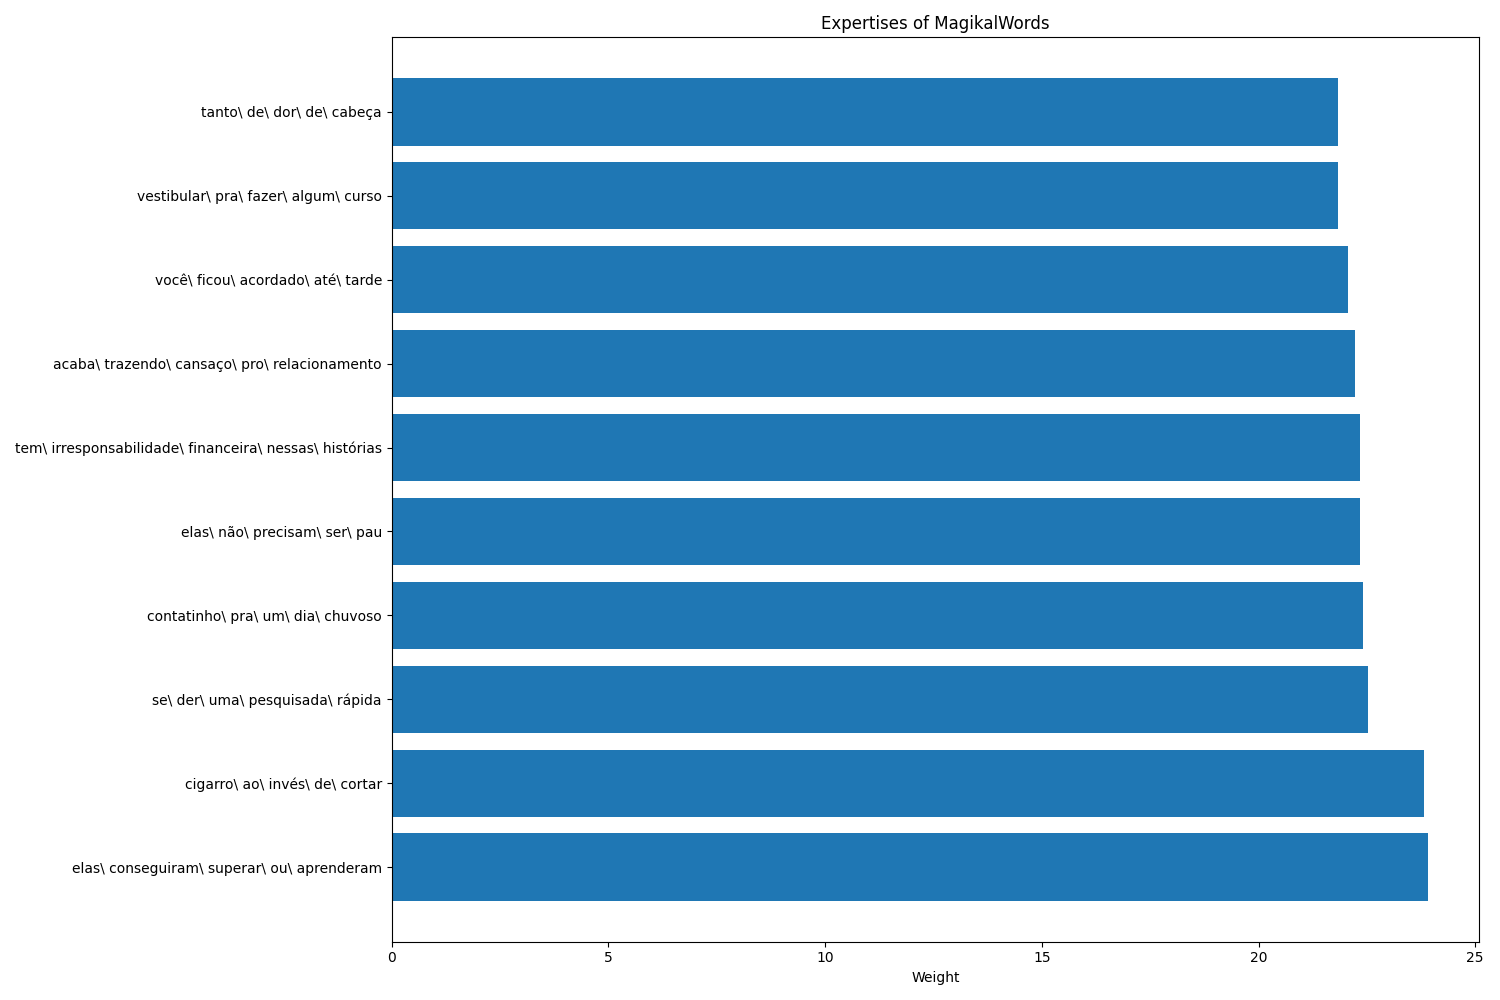 Expertises of MagikalWords
tanto\ de\ dor\ de\ cabeça
vestibular\ pra\ fazer\ algum\ curso
você\ ficou\ acordado\ até\ tarde
acaba\ trazendo\ cansaço\ pro\ relacionamento
tem\ irresponsabilidade\ financeira\ nessas\ histórias
elas\ não\ precisam\ ser\ pau
contatinho\ pra\ um\ dia\ chuvoso
se\ der\ uma\ pesquisada\ rápida
cigarro\ ao\ invés\ de\ cortar
elas\ conseguiram\ superar\ ou\ aprenderam
0 5 10 15 20 25
Weight